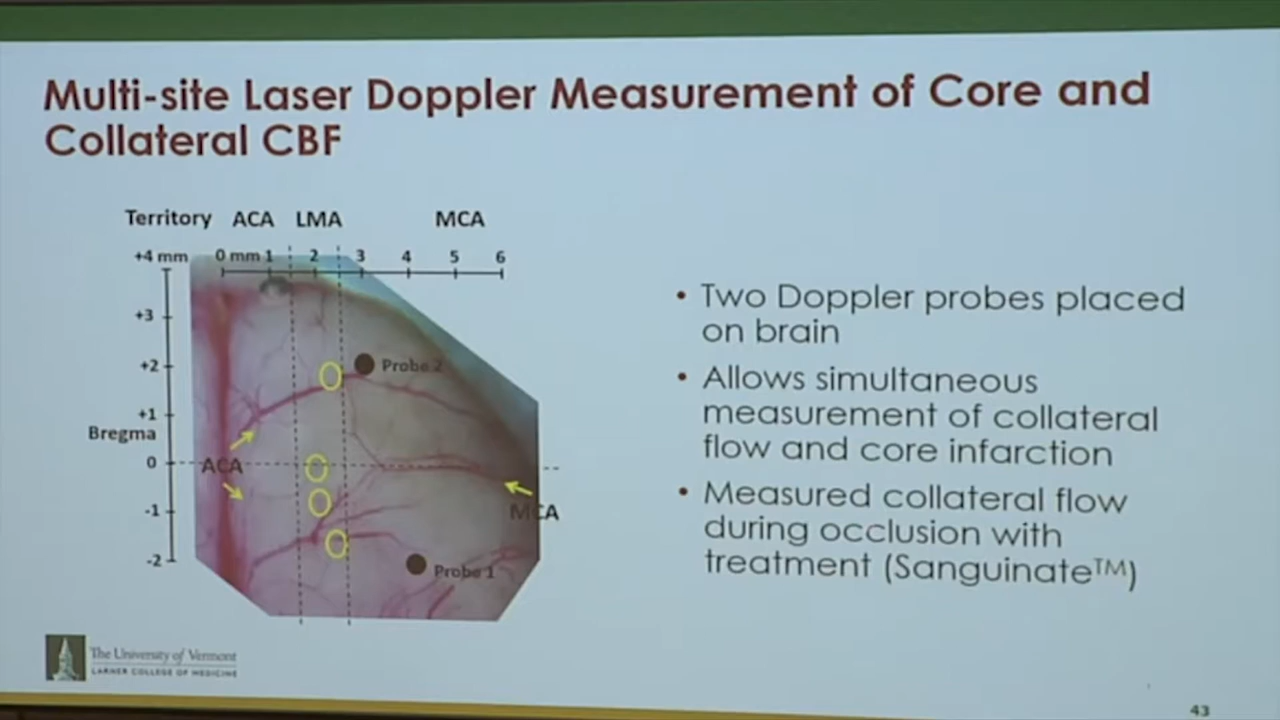 Multi-site Laser Doppler Measurement of Core and
Collateral CBF
Territory ACA LMA MCA
+4 mm 0 mm 1 2 3 4 5 6
+3
+2
+1
Bregma
0
-1
-2
Probe 2
ACA
MCA
Probe 1
• Two Doppler probes placed
on brain
• Allows simultaneous
measurement of collateral
flow and core infarction
• Measured collateral flow
during occlusion with
treatment (Sanguinate™)
The University of Vermont
LARNER COLLEGE OF MEDICINE
43